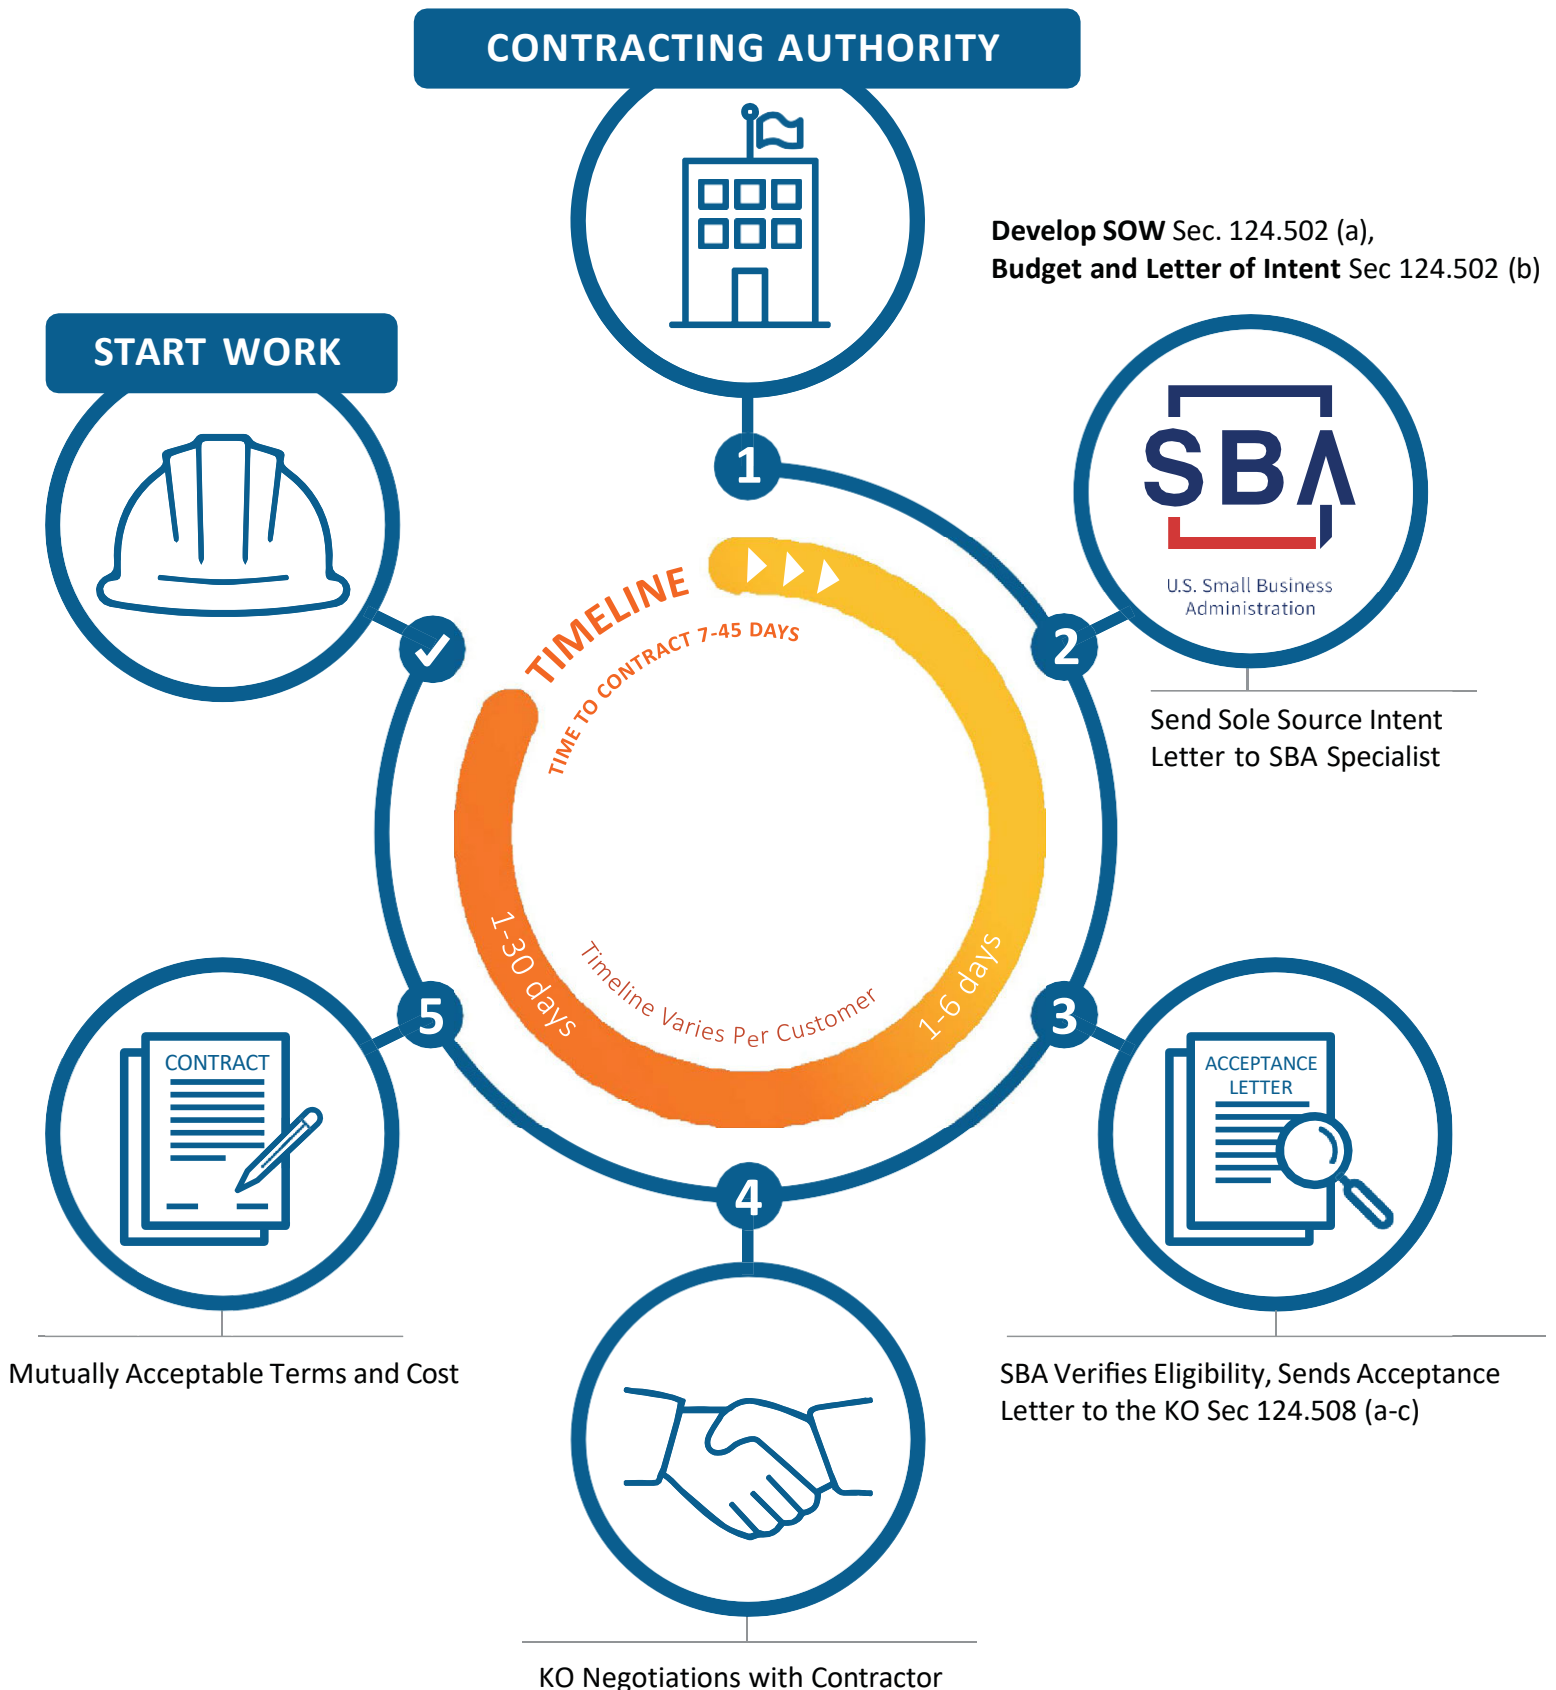 CONTRACTING AUTHORITY
Develop SOW Sec. 124.502 (a),
Budget and Letter of Intent Sec 124.502 (b)
START WORK
1
SBA
U.S. Small Business
Administration
2
Send Sole Source Intent
Letter to SBA Specialist
TIMELINE
TIME TO CONTRACT 7-45 DAYS
1-30 days
Timeline Varies Per Customer
1-6 days
3
ACCEPTANCE
LETTER
SBA Verifies Eligibility, Sends Acceptance
Letter to the KO Sec 124.508 (a-c)
4
KO Negotiations with Contractor
5
CONTRACT
Mutually Acceptable Terms and Cost